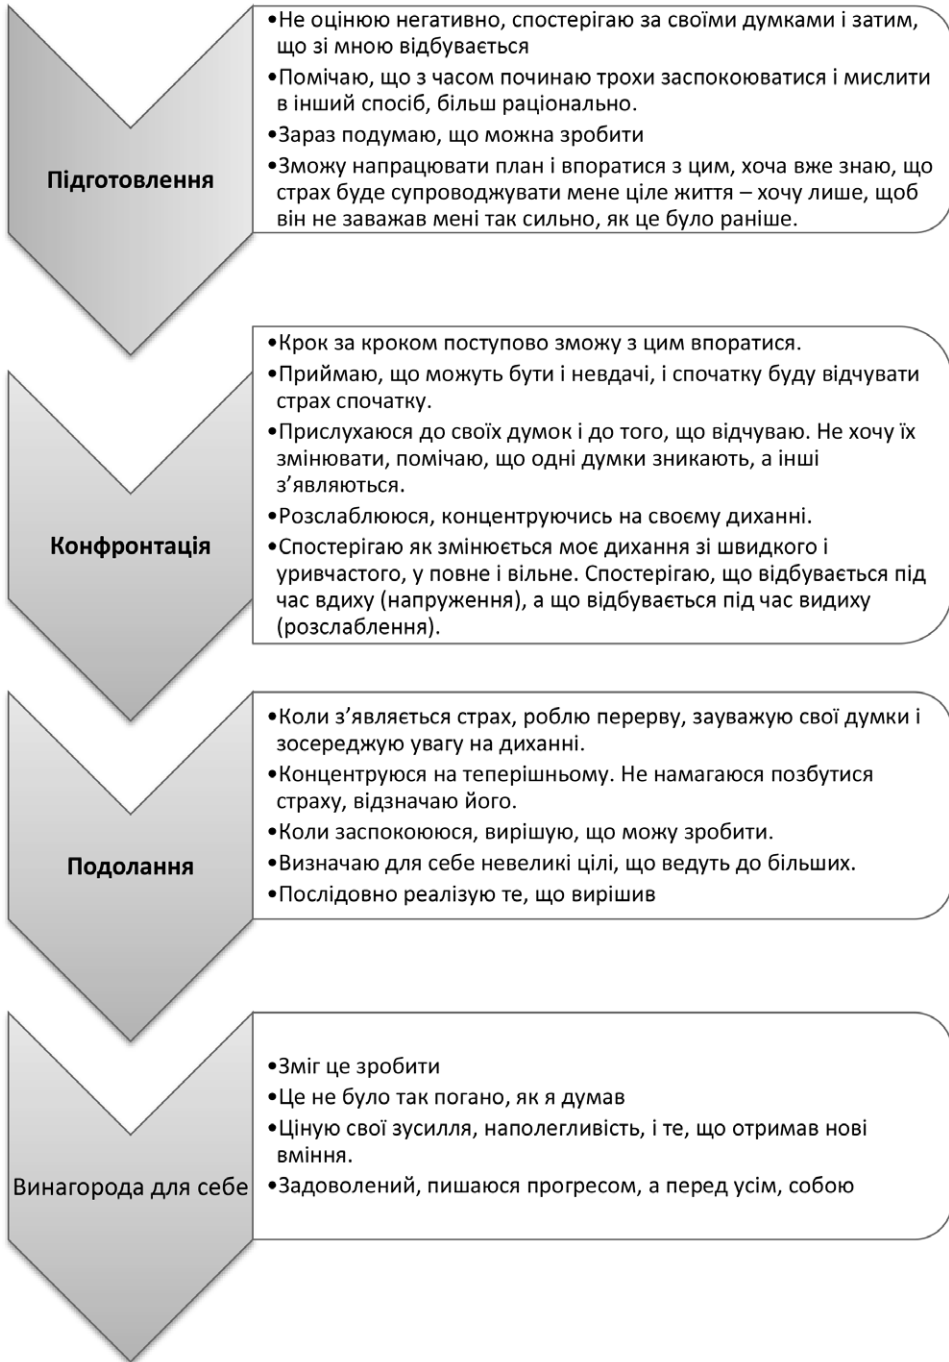 Підготовлення
•Не оцінюю негативно, спостерігаю за своїми думками і затим,
що зі мною відбувається
•Помічаю, що з часом починаю трохи заспокоюватися і мислити
в інший спосіб, більш раціонально.
•Зараз подумаю, що можна зробити
•Зможу напрацювати план і впоратися з цим, хоча вже знаю, що
страх буде супроводжувати мене ціле життя – хочу лише, щоб
він не заважав мені так сильно, як це було раніше.
Конфронтація
•Крок за кроком поступово зможу з цим впоратися.
•Приймаю, що можуть бути і невдачі, і спочатку буду відчувати
страх спочатку.
•Прислухаюся до своїх думок і до того, що відчуваю. Не хочу їх
змінювати, помічаю, що одні думки зникають, а інші
з’являються.
•Розслаблююся, концентруючись на своєму диханні.
•Спостерігаю як змінюється моє дихання зі швидкого і
уривчастого, у повне і вільне. Спостерігаю, що відбувається під
час вдиху (напруження), а що відбувається під час видиху
(розслаблення).
Подолання
•Коли з’являється страх, роблю перерву, зауважую свої думки і
зосереджую увагу на диханні.
•Концентруюся на теперішньому. Не намагаюся позбутися
страху, відзначаю його.
•Коли заспокоююся, вирішую, що можу зробити.
•Визначаю для себе невеликі цілі, що ведуть до більших.
•Послідовно реалізую те, що вирішив
Винагорода для себе
•Зміг це зробити
•Це не було так погано, як я думав
•Ціную свої зусилля, наполегливість, і те, що отримав нові
вміння.
•Задоволений, пишаюся прогресом, а перед усім, собою